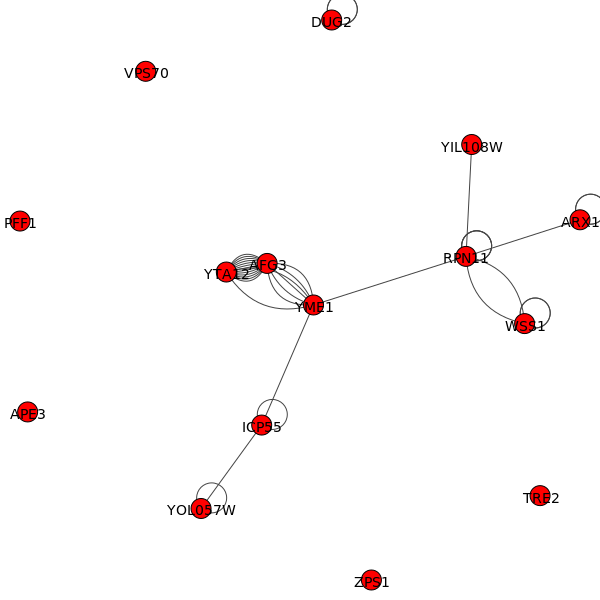 DUG2
VPS70
YIL108W
PFF1
ARX1
RPN11
AFG3
YTA12
YME1
WSS1
APE3
ICP55
TRE2
YOL057W
ZPS1